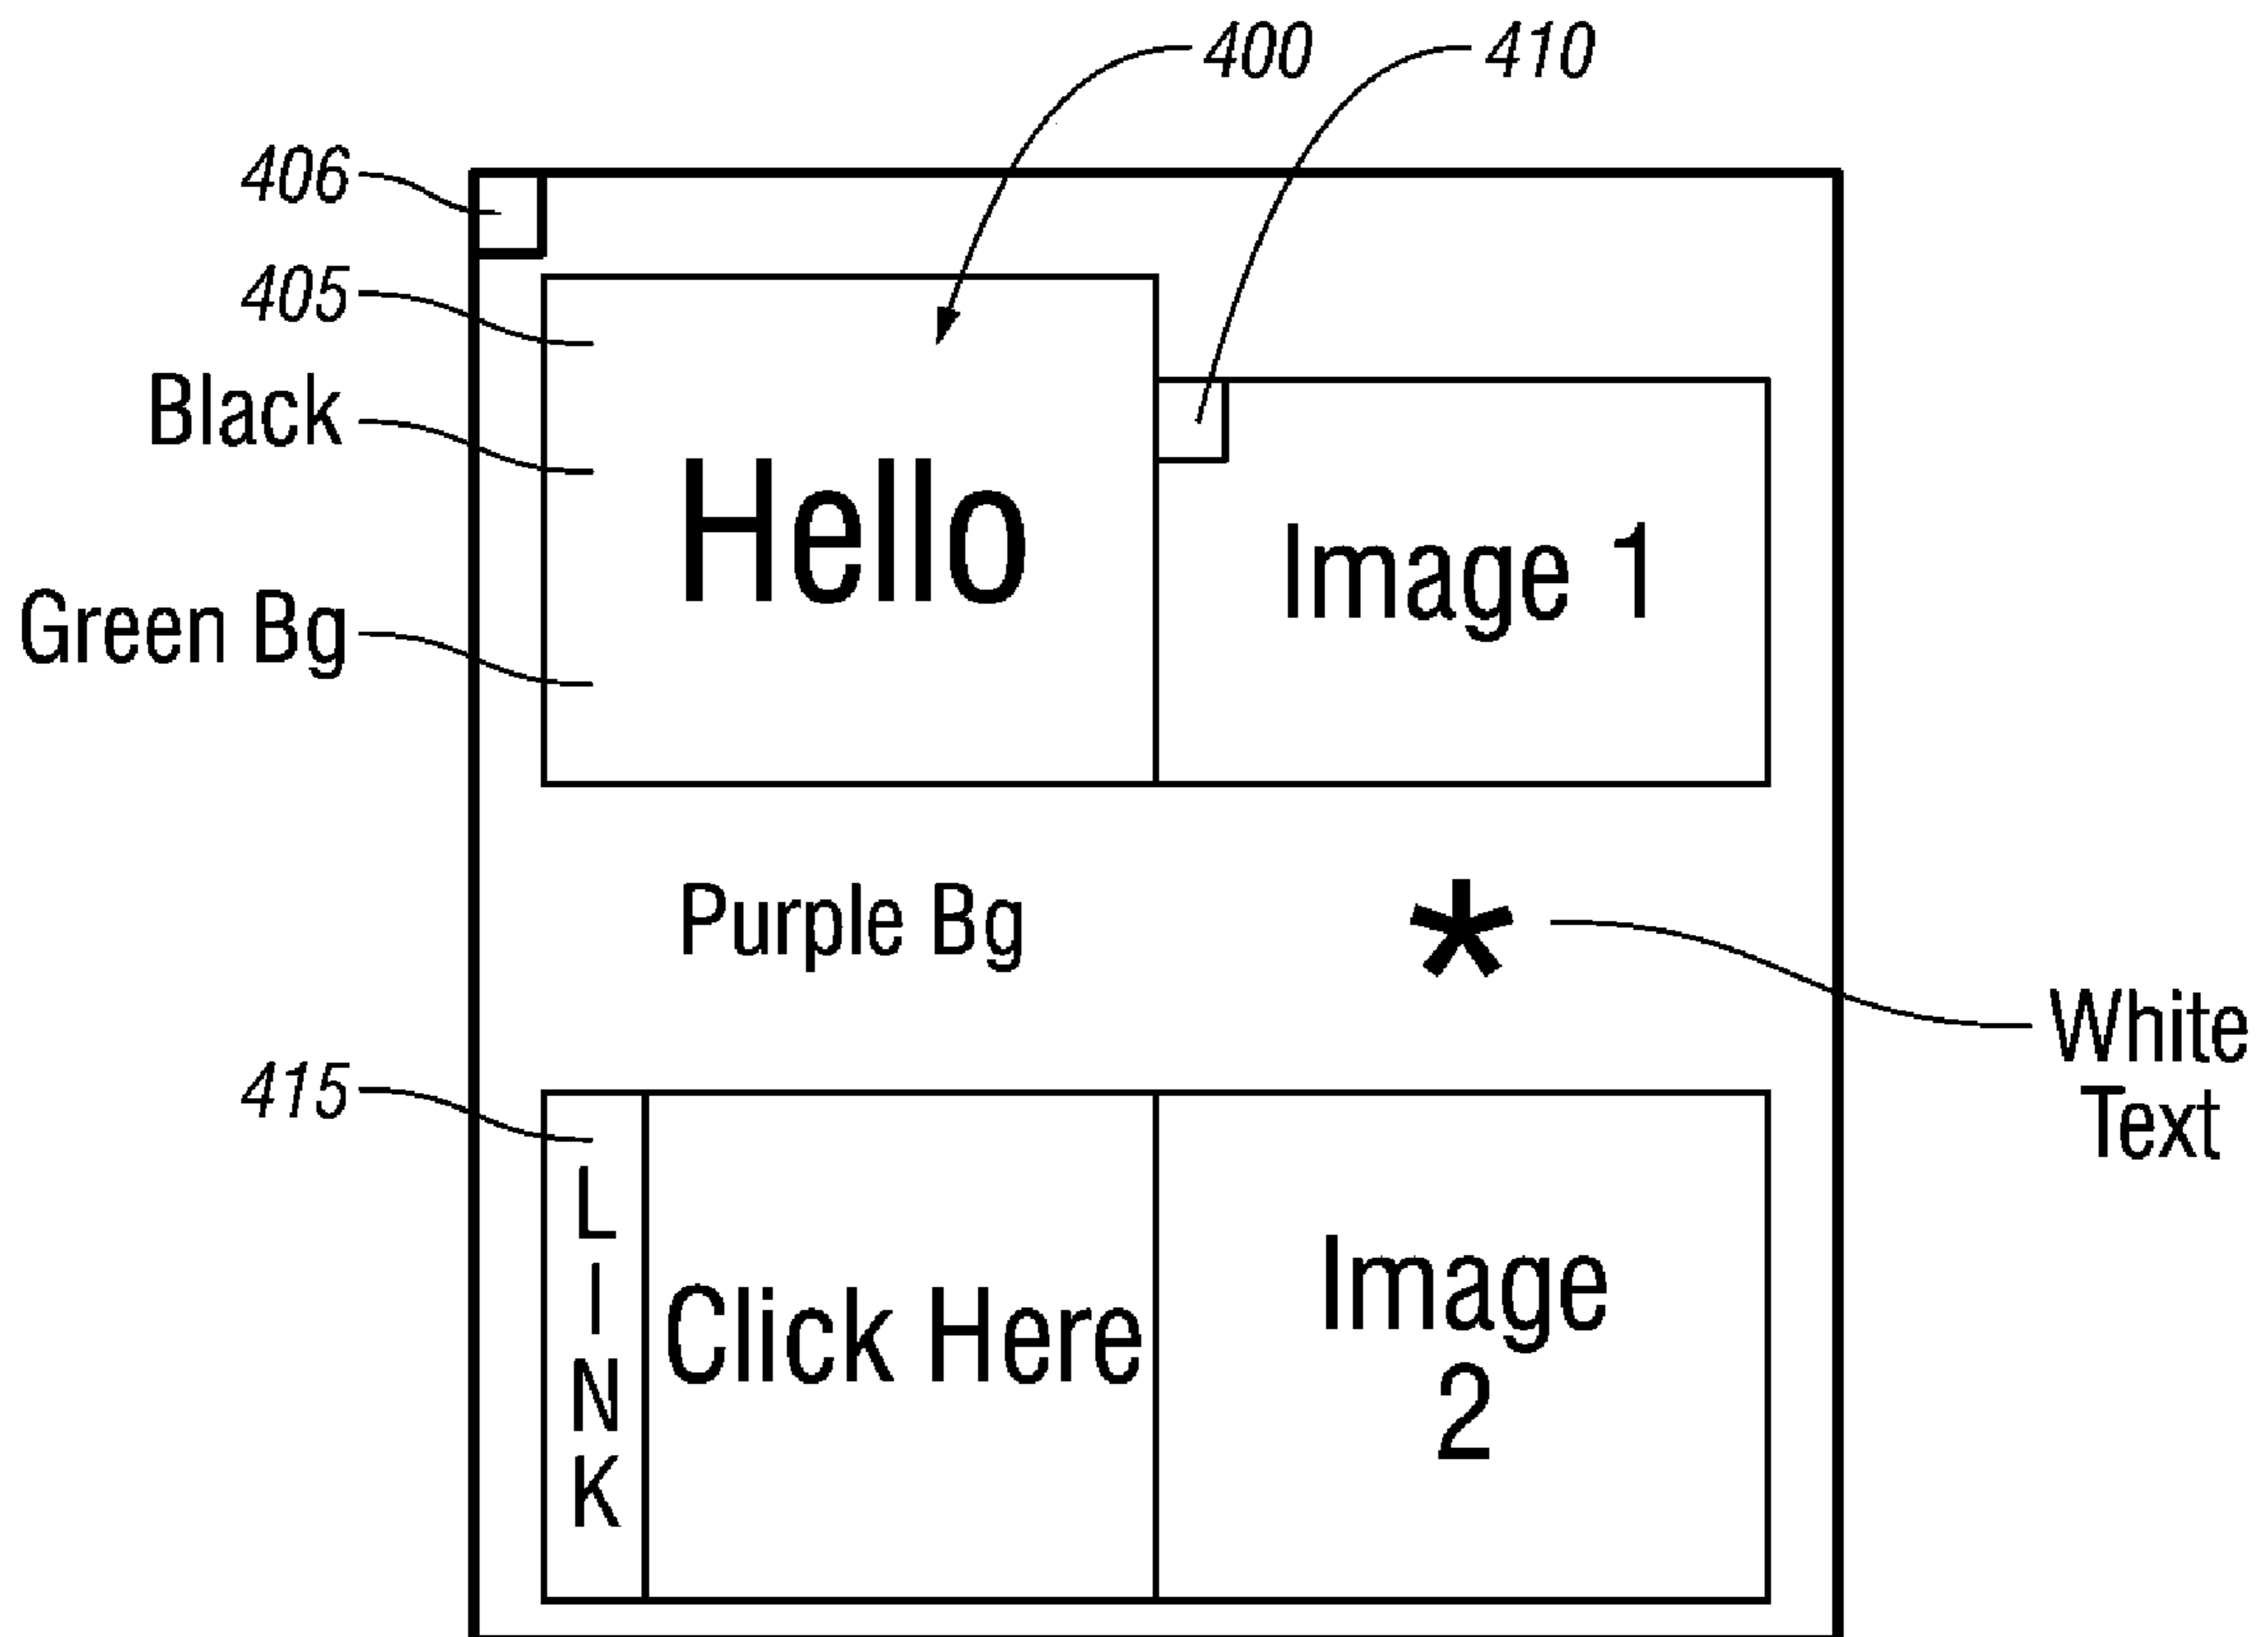 400
410
406
405
Black
Hello
Image 1
Green Bg
Purple Bg
*
White
Text
415
LINK
Click Here
Image
2